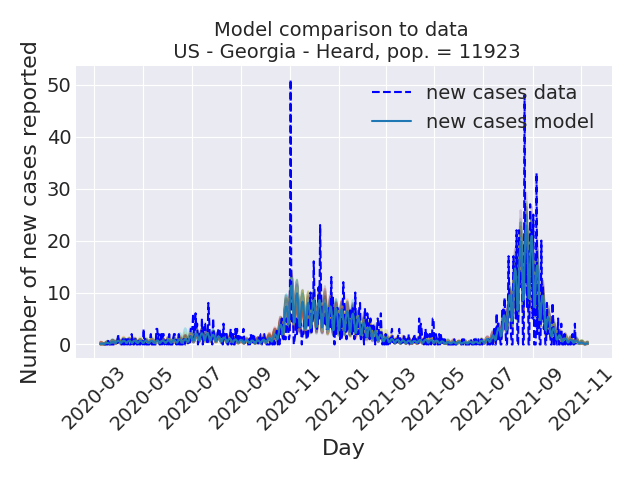 Model comparison to data
US - Georgia - Heard, pop. = 11923
new cases data
new cases model
Number of new cases reported
50
40
30
20
10
0
2020-03
2020-05
2020-07
2020-09
2020-11
2021-01
2021-03
2021-05
2021-07
2021-09
2021-11
Day